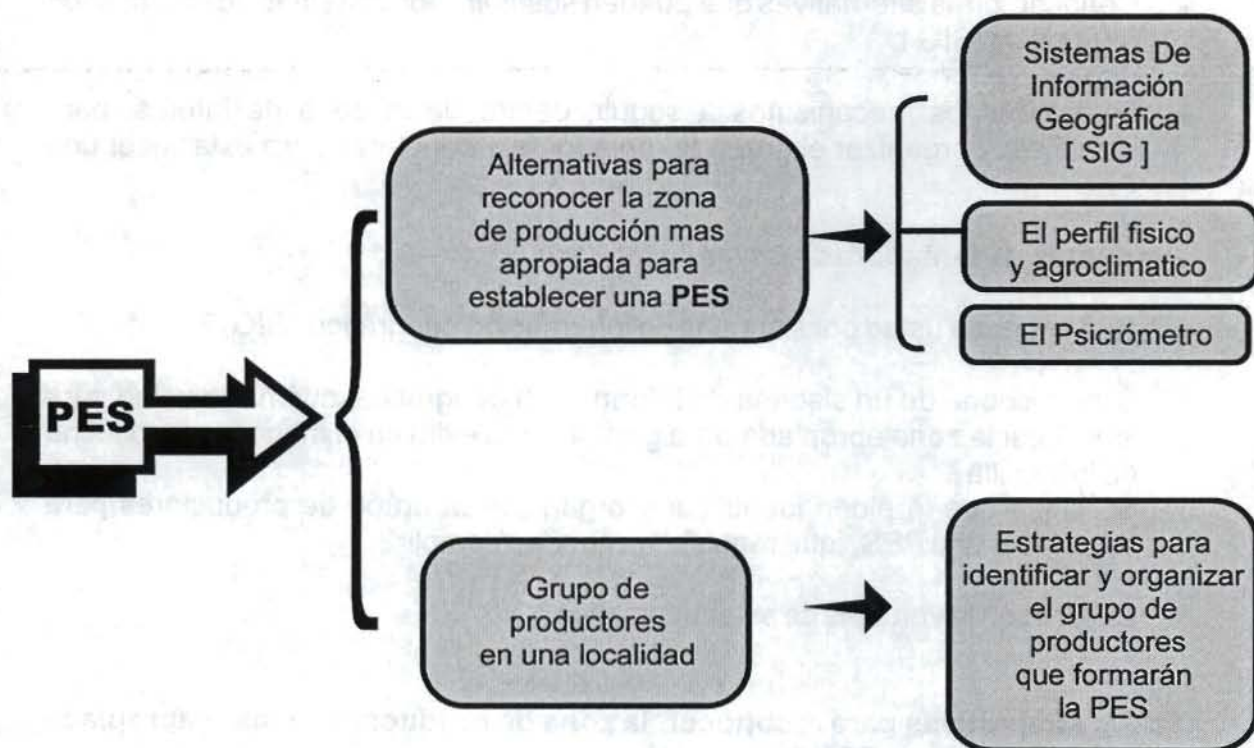 PES
Alternativas para
reconocer la zona
de producción mas
apropiada para
establecer una PES
Sistemas De
Información
Geográfica
[ SIG ]
El perfil fisico
y agroclimatico
El Psicrómetro
Grupo de
productores
en una localidad
Estrategias para
identificar y organizar
el grupo de
productores
que formarán
la PES